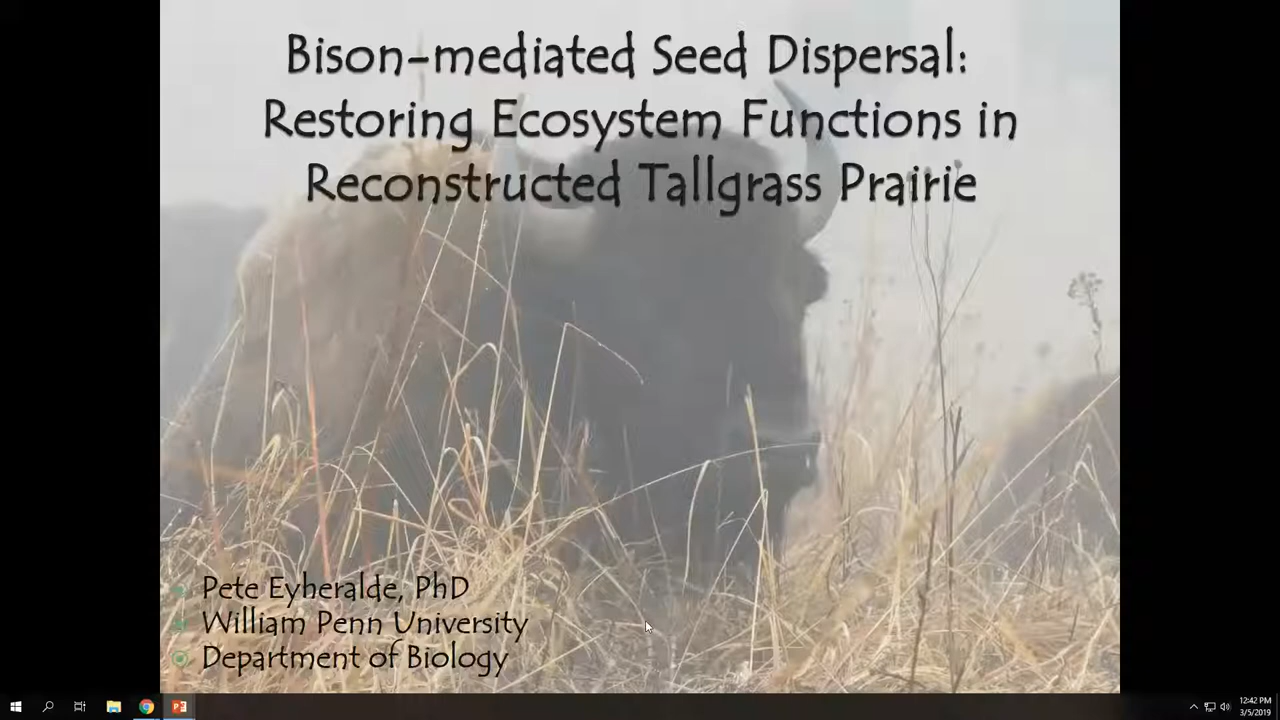 Bison-mediated Seed Dispersal:
Restoring Ecosystem Functions in
Reconstructed Tallgrass Prairie
Pete Eyheralde, PhD
William Penn University
Department of Biology
12:42 PM
3/5/2019